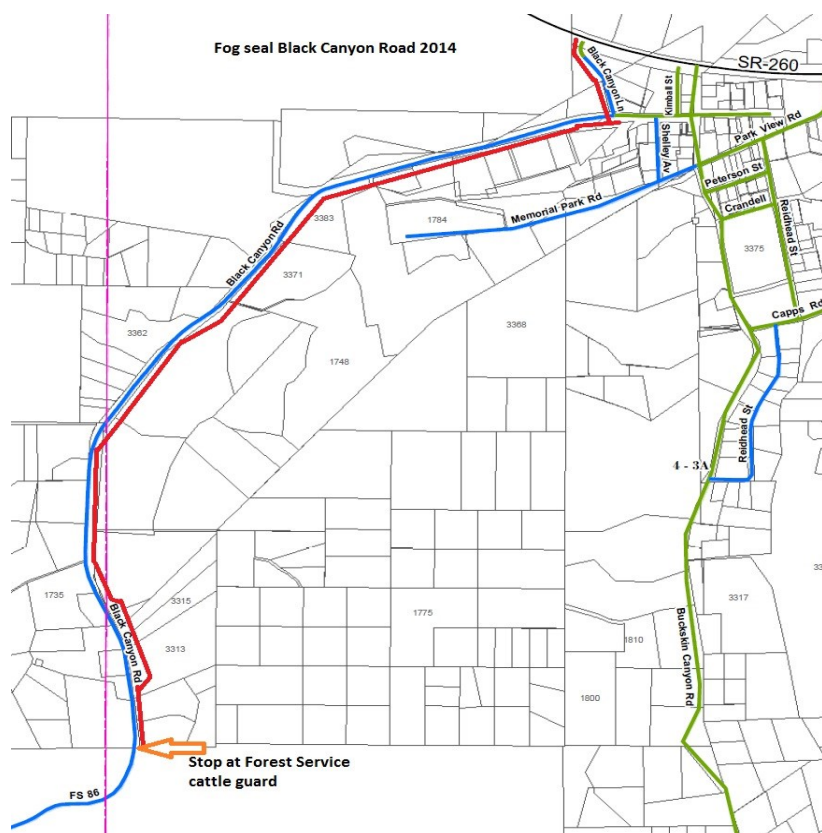 Fog seal Black Canyon Road 2014
SR-260
Black Canyon Ln
Kimball St
Park View Rd
Shelley Av
Peterson St
Memorial Park Rd
Crandell
Reidhead St
3383
1784
Black Canyon Rd
3371
3375
Capps Rd
3362
3368
1748
Reidhead St
4 - 3A
1735
3315
Black Canyon Rd
1775
3317
33
3313
1810
Buckskin Canyon Rd
1800
Stop at Forest Service
cattle guard
FS 86